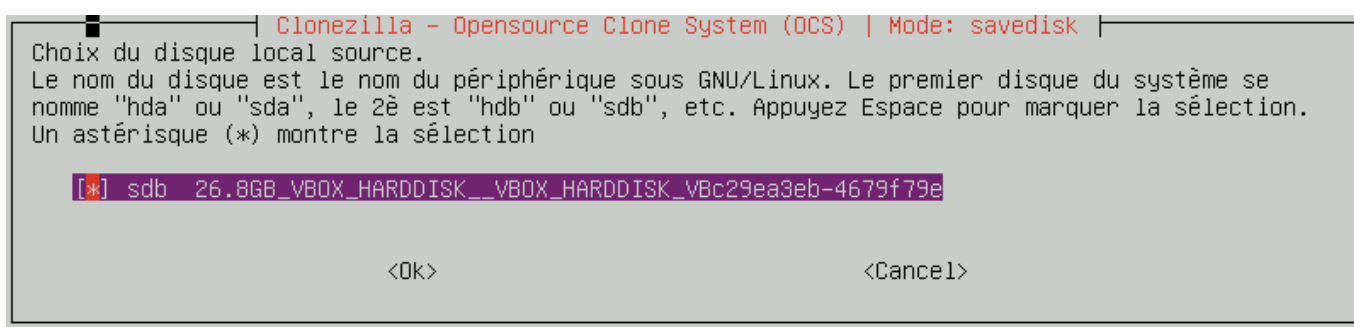 Clonezilla - Opensource Clone System (OCS) | Mode: savedisk
Choix du disque local source.
Le nom du disque est le nom du périphérique sous GNU/Linux. Le premier disque du système se
nomme "hda" ou "sda", le 2è est "hdb" ou "sdb", etc. Appuyez Espace pour marquer la sélection.
Un astérisque (*) montre la sélection
[*] sdb 26.8GB_VBOX_HARDDISK__VBOX_HARDDISK_VBc29ea3eb-4679f79e
<Ok> <Cancel>